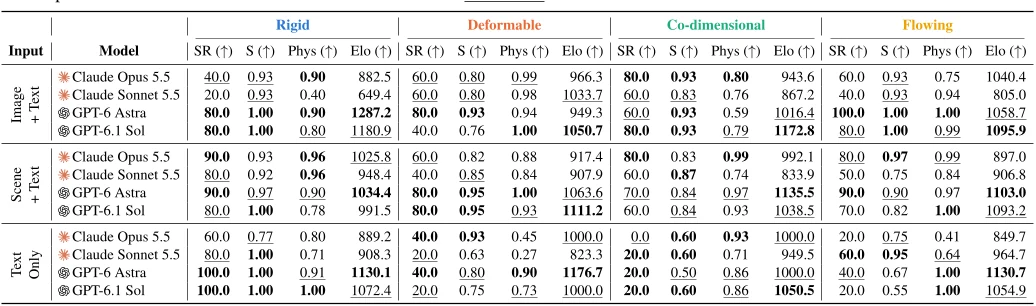 Rigid Deformable Co-dimensional Flowing
Input Model SR (↑) S (↑) Phys (↑) Elo (↑) SR (↑) S (↑) Phys (↑) Elo (↑) SR (↑) S (↑) Phys (↑) Elo (↑) SR (↑) S (↑) Phys (↑) Elo (↑)
Image + Text
Claude Opus 5.5 40.0 0.93 0.90 882.5 60.0 0.80 0.99 966.3 80.0 0.93 0.80 943.6 60.0 0.93 0.75 1040.4
Claude Sonnet 5.5 20.0 0.93 0.40 649.4 60.0 0.80 0.98 1033.7 60.0 0.83 0.76 867.2 40.0 0.93 0.94 805.0
GPT-6 Astra 80.0 1.00 0.90 1287.2 80.0 0.93 0.94 949.3 60.0 0.93 0.59 1016.4 100.0 1.00 1.00 1058.7
GPT-6.1 Sol 80.0 1.00 0.80 1180.9 40.0 0.76 1.00 1050.7 80.0 0.93 0.79 1172.8 80.0 1.00 0.99 1095.9
Scene + Text
Claude Opus 5.5 90.0 0.93 0.96 1025.8 60.0 0.82 0.88 917.4 80.0 0.83 0.99 992.1 80.0 0.97 0.99 897.0
Claude Sonnet 5.5 80.0 0.92 0.96 948.4 40.0 0.85 0.84 907.9 60.0 0.87 0.74 833.9 50.0 0.75 0.84 906.8
GPT-6 Astra 90.0 0.97 0.90 1034.4 80.0 0.95 1.00 1063.6 70.0 0.84 0.97 1135.5 90.0 0.90 0.97 1103.0
GPT-6.1 Sol 80.0 1.00 0.78 991.5 80.0 0.95 0.93 1111.2 60.0 0.84 0.93 1038.5 70.0 0.82 1.00 1093.2
Text Only
Claude Opus 5.5 60.0 0.77 0.80 889.2 40.0 0.93 0.45 1000.0 0.0 0.60 0.93 1000.0 20.0 0.75 0.41 849.7
Claude Sonnet 5.5 80.0 1.00 0.71 908.3 20.0 0.63 0.27 823.3 20.0 0.60 0.71 949.5 60.0 0.95 0.64 964.7
GPT-6 Astra 100.0 1.00 0.91 1130.1 40.0 0.80 0.90 1176.7 20.0 0.50 0.86 1000.0 40.0 0.67 1.00 1130.7
GPT-6.1 Sol 100.0 1.00 1.00 1072.4 20.0 0.75 0.73 1000.0 20.0 0.60 0.86 1050.5 20.0 0.55 1.00 1054.9